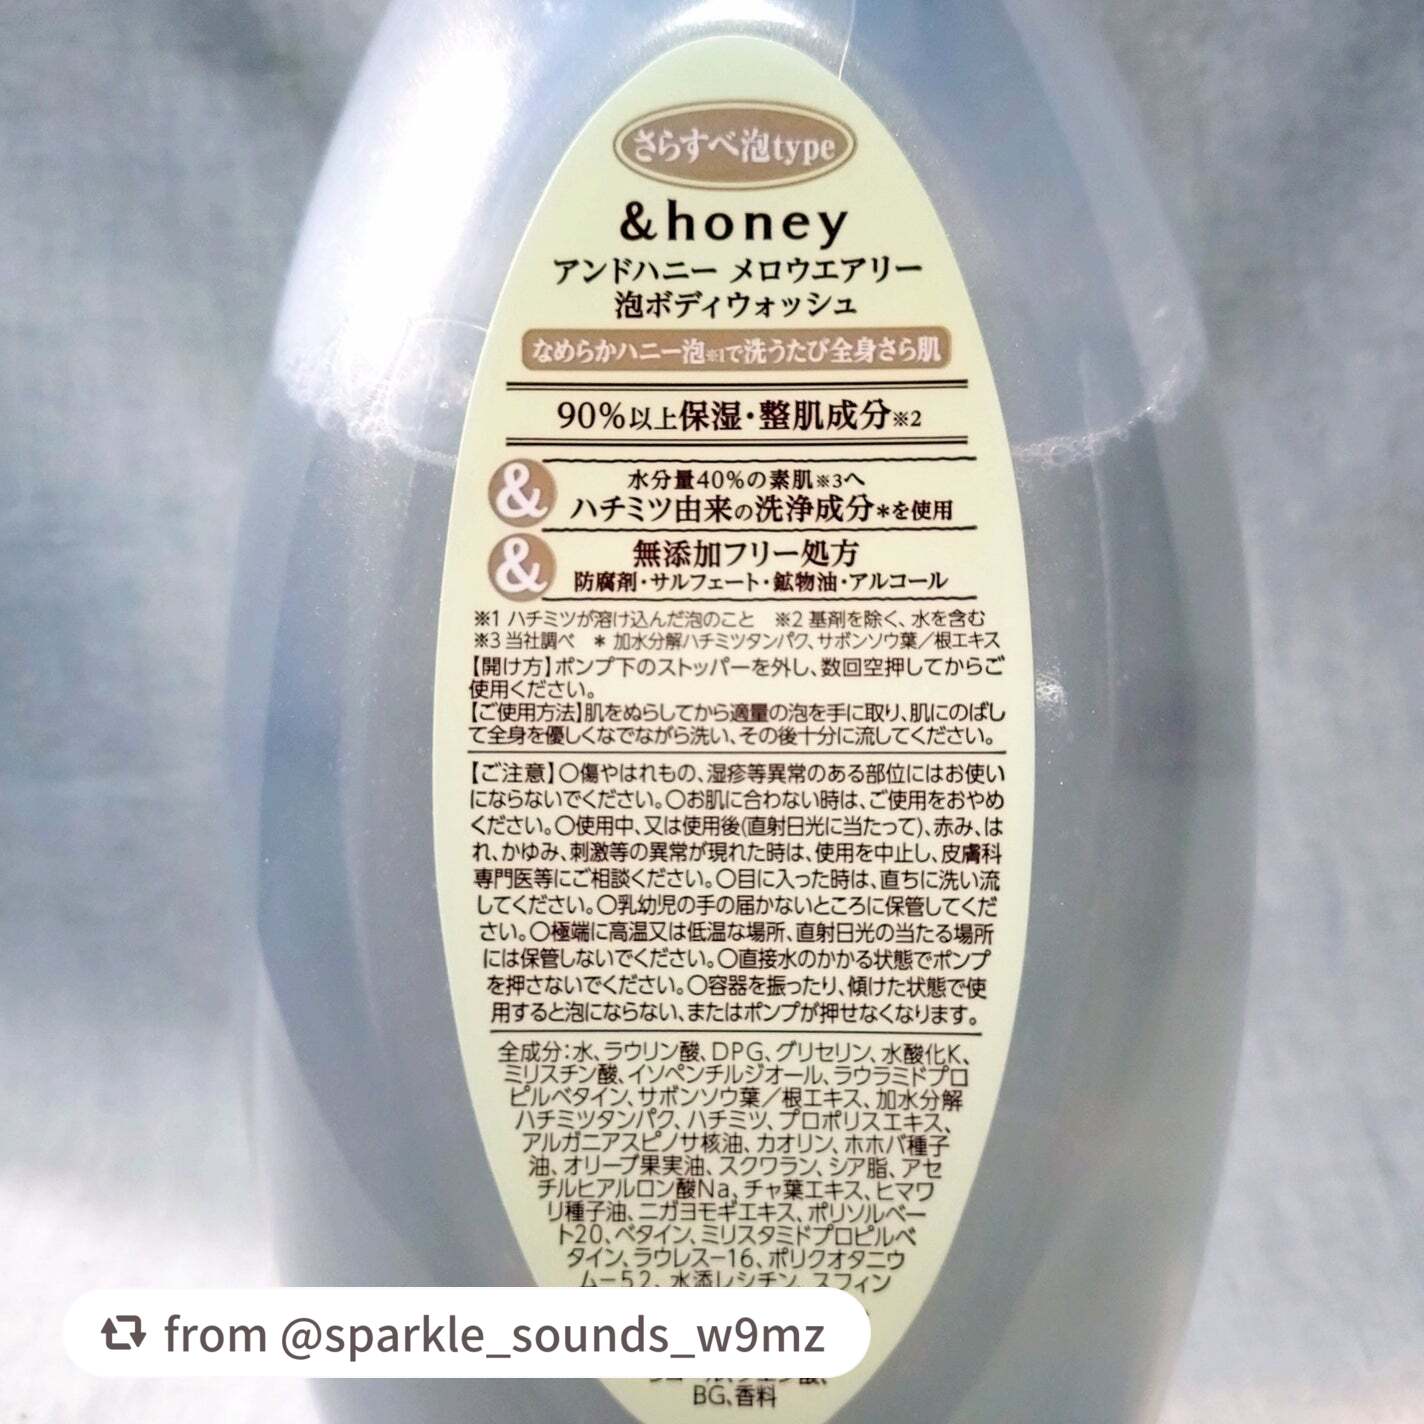 さらすべ泡type
&honey
アンドハニー メロウエアリー
泡ボディウォッシュ
なめらかハニー泡※1で洗うたび全身さら肌
90%以上保湿・整肌成分※2
& 水分量40%の素肌※3へ
ハチミツ由来の洗浄成分*を使用
& 無添加フリー処方
防腐剤・サルフェート・鉱物油・アルコール
※1 ハチミツが溶け込んだ泡のこと ※2 基剤を除く、水を含む
※3 当社調べ * 加水分解ハチミツタンパク、サボンソウ葉/根エキス
【開け方】ポンプ下のストッパーを外し、数回空押してからご
使用ください。
【ご使用方法】肌をぬらしてから適量の泡を手に取り、肌にのばし
て全身を優しくなでながら洗い、その後十分に流してください。
【ご注意】○傷やはれもの、湿疹等異常のある部位にはお使い
にならないでください。○お肌に合わない時は、ご使用をおやめ
ください。○使用中、又は使用後(直射日光に当たって)、赤み、は
れ、かゆみ、刺激等の異常が現れた時は、使用を中止し、皮膚科
専門医等にご相談ください。○目に入った時は、直ちに洗い流
してください。○乳幼児の手の届かないところに保管してくだ
さい。○極端に高温又は低温な場所、直射日光の当たる場所
には保管しないでください。○直接水のかかる状態でポンプ
を押さないでください。○容器を振ったり、傾けた状態で使
用すると泡にならない、またはポンプが押せなくなります。
全成分:水、ラウリン酸、DPG、グリセリン、水酸化K、
ミリスチン酸、イソペンチルジオール、ラウラミドプロ
ピルベタイン、サボンソウ葉/根エキス、加水分解
ハチミツタンパク、ハチミツ、プロポリスエキス、
アルガニアスピノサ核油、カオリン、ホホバ種子
油、オリーブ果実油、スクワラン、シア脂、アセ
チルヒアルロン酸Na、チャ葉エキス、ヒマワ
リ種子油、ニガヨモギエキス、ポリソルベー
ト20、ベタイン、ミリスタミドプロピルベ
タイン、ラウレス-16、ポリクオタニウ
ム-52、水添レシチン、スフィン
from @sparkle_sounds_w9mz
BG、香料